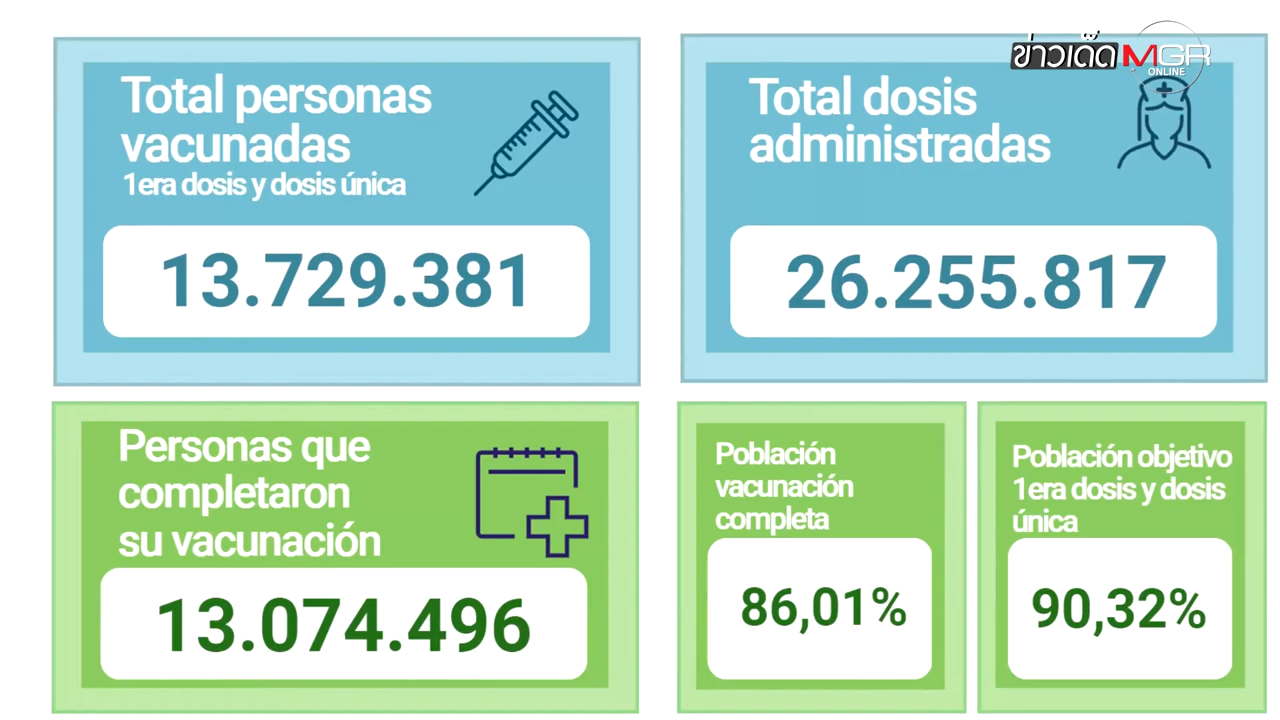 ข่าวเด็ด MGR
ONLINE
Total personas
vacunadas
1era dosis y dosis única
13.729.381
Total dosis
administradas
26.255.817
Personas que
completaron
su vacunación
13.074.496
Población
vacunación
completa
86,01%
Población objetivo
1era dosis y dosis
única
90,32%